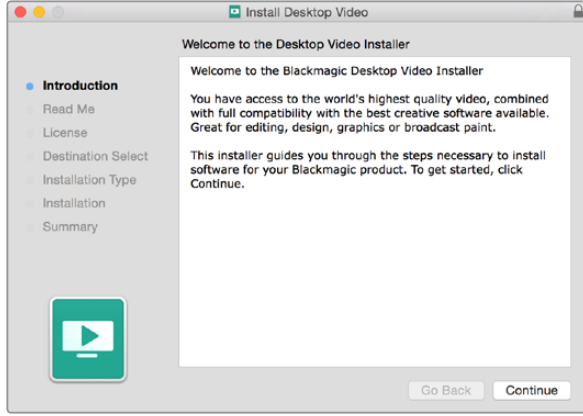 Install Desktop Video
Welcome to the Desktop Video Installer
Introduction
Read Me
License
Destination Select
Installation Type
Installation
Summary
Welcome to the Blackmagic Desktop Video Installer
You have access to the world's highest quality video, combined
with full compatibility with the best creative software available.
Great for editing, design, graphics or broadcast paint.
This installer guides you through the steps necessary to install
software for your Blackmagic product. To get started, click
Continue.
Go Back
Continue